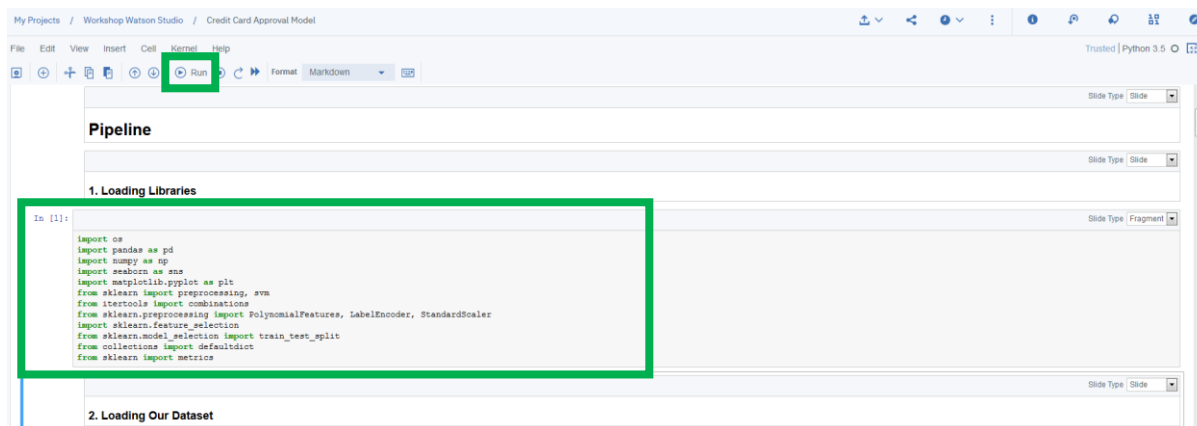 My Projects / Workshop Watson Studio / Credit Card Approval Model
File Edit View Insert Cell Kernel Help
Trusted | Python 3.5
Run Format Markdown
Slide Type Slide
Pipeline
Slide Type Slide
1. Loading Libraries
In [1]:
Slide Type Fragment
import os
import pandas as pd
import numpy as np
import seaborn as sns
import matplotlib.pyplot as plt
from sklearn import preprocessing, svm
from itertools import combinations
from sklearn.preprocessing import PolynomialFeatures, LabelEncoder, StandardScaler
import sklearn.feature_selection
from sklearn.model_selection import train_test_split
from collections import defaultdict
from sklearn import metrics
Slide Type Slide
2. Loading Our Dataset